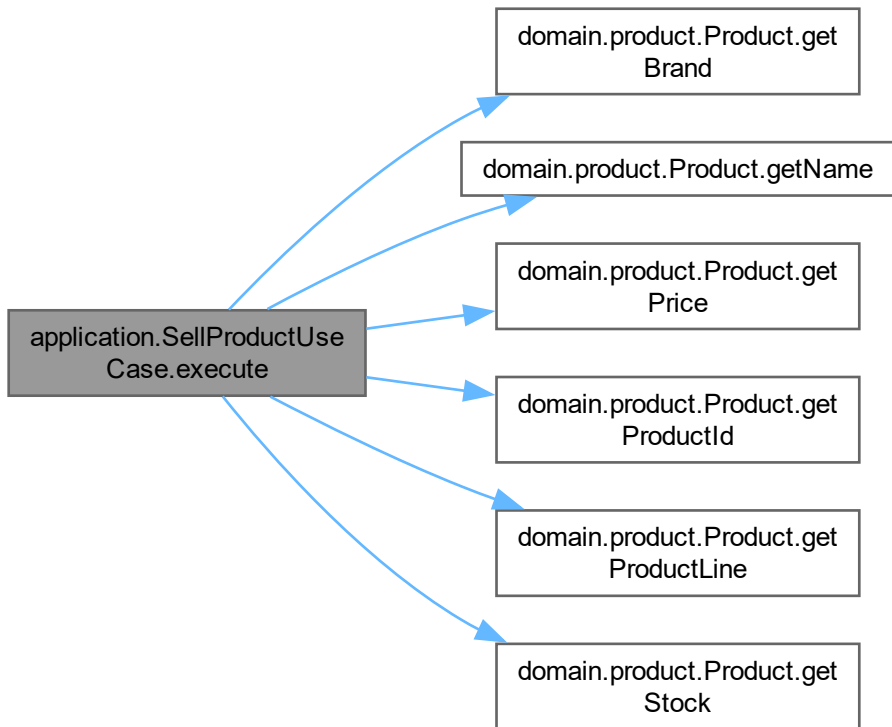 domain.product.Product.get
Brand
domain.product.Product.getName
domain.product.Product.get
Price
application.SellProductUse
Case.execute
domain.product.Product.get
ProductId
domain.product.Product.get
ProductLine
domain.product.Product.get
Stock